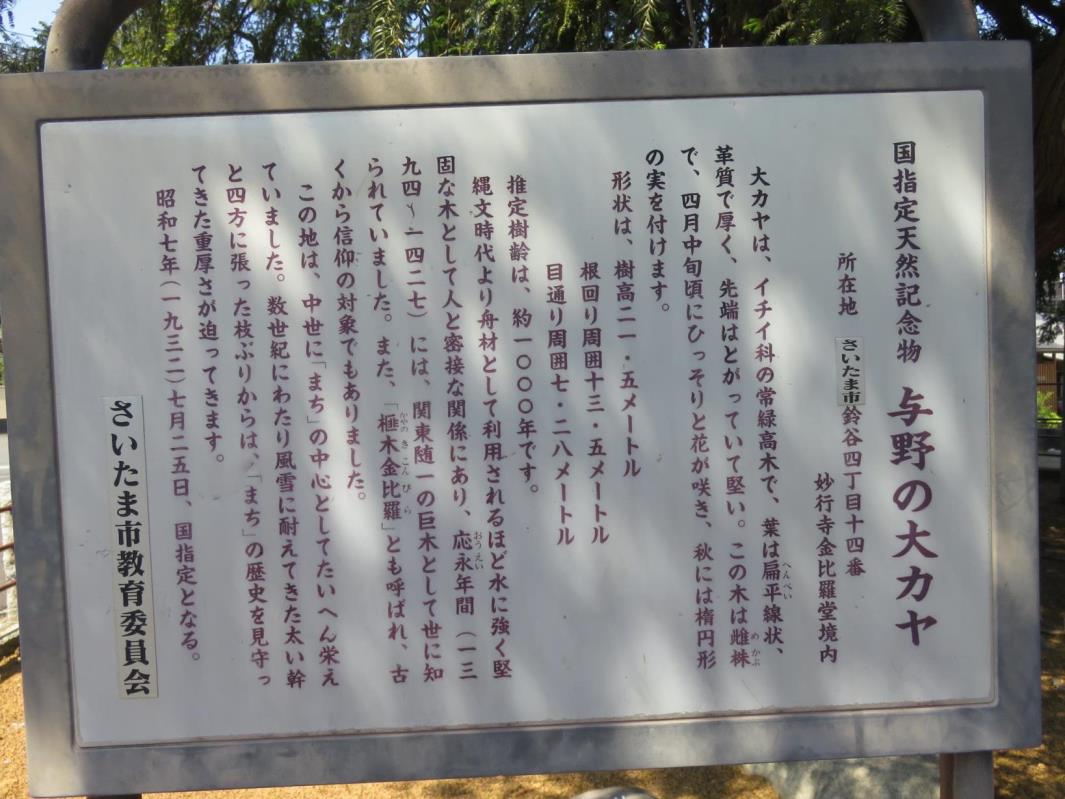 国指定天然記念物 与野の大カヤ
所在地 さいたま市鈴谷四丁目十四番
妙行寺金比羅堂境内
大カヤは、イチイ科の常緑高木で、葉は扁平線状、
へんぺい
革質で厚く、先端はとがっていて堅い。この木は雌株
めかぶ
で、四月中旬頃にひっそりと花が咲き、秋には楕円形
の実を付けます。
形状は、樹高二一・五メートル
根回り周囲十三・五メートル
目通り周囲七・二八メートル
推定樹齢は、約一〇〇〇年です。
縄文時代より舟材として利用されるほど水に強く堅
固な木として人と密接な関係にあり、応永年間（一三
おうえい
九四～一四二七）には、関東随一の巨木として世に知
られていました。また、「榧木金比羅」とも呼ばれ、古
かやのきこんぴら
くから信仰の対象でもありました。
この地は、中世に「まち」の中心としてたいへん栄え
ていました。数世紀にわたり風雪に耐えてきた太い幹
と四方に張った枝ぶりからは、「まち」の歴史を見守っ
てきた重厚さが迫ってきます。
昭和七年（一九三二）七月二五日、国指定となる。
さいたま市教育委員会